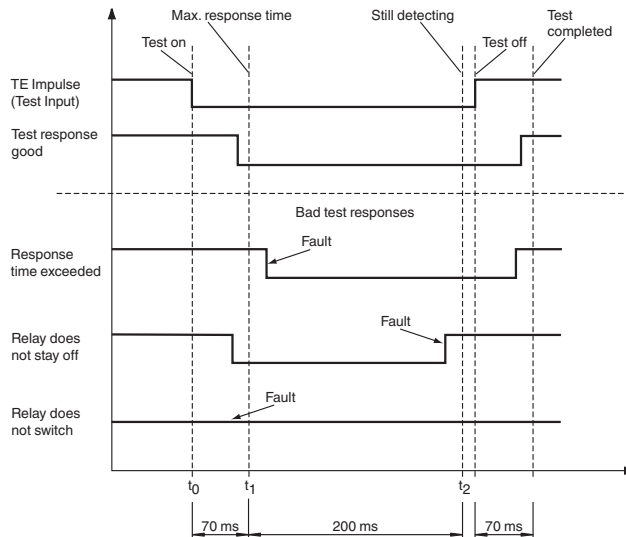 Max. response time
Still detecting
Test
completed
Test on
Test off
TE Impulse
(Test Input)
Test response
good
Bad test responses
Response
time exceeded
Fault
Relay does
not stay off
Fault
Relay does
not switch
Fault
t0
t1
t2
70 ms
200 ms
70 ms